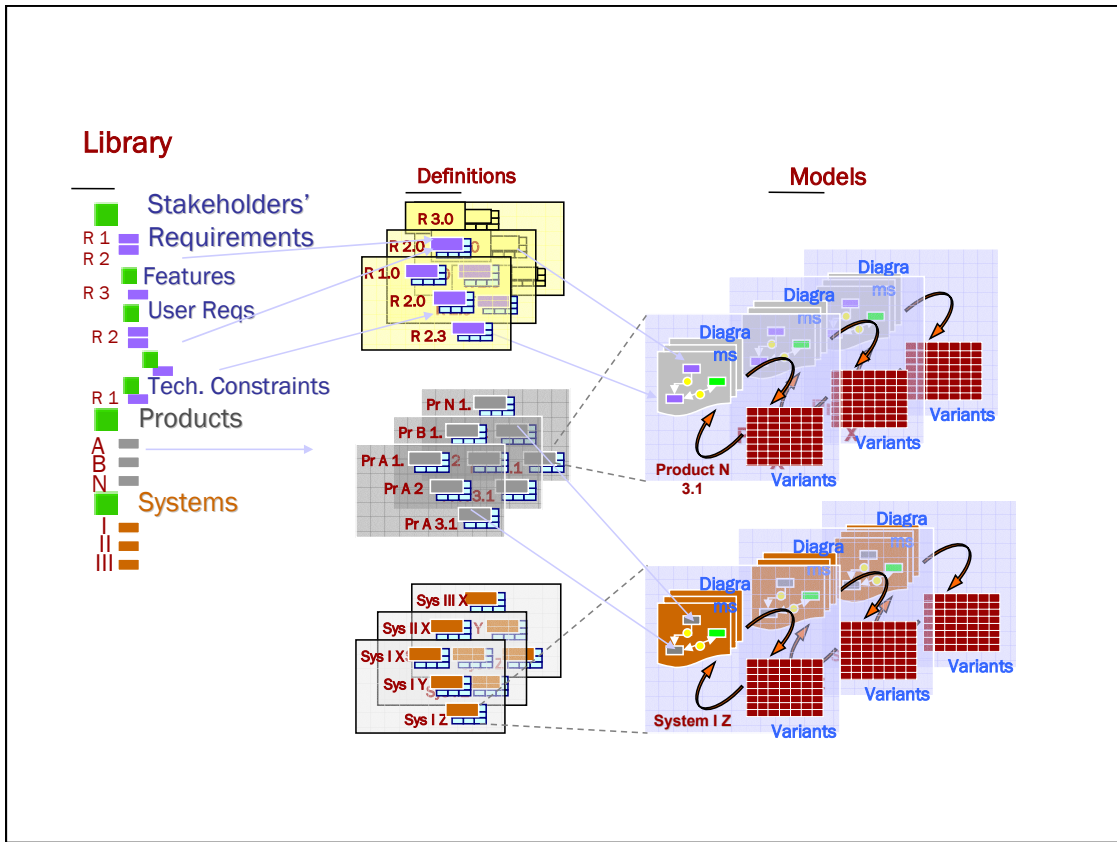 Library
Stakeholders’
R 1
Requirements
R 2
Features
R 3
User Reqs
R 2
Tech. Constraints
R 1
Products
A
B
N
Systems
I
II
III
Definitions
R 3.0
R 2.0
R 1.0
R 2.0
R 2.3
Pr N 1.
Pr B 1.
Pr A 1.
Pr A 2
3.1
Pr A 3.1
Sys III X
Sys II X
Y
Sys I X
Sys I Y
Sys I Z
Models
Diagra
ms
Diagra
ms
Diagra
ms
Variants
Variants
Variants
Product N
3.1
Diagra
ms
Diagra
ms
Diagra
ms
Variants
Variants
Variants
System I Z